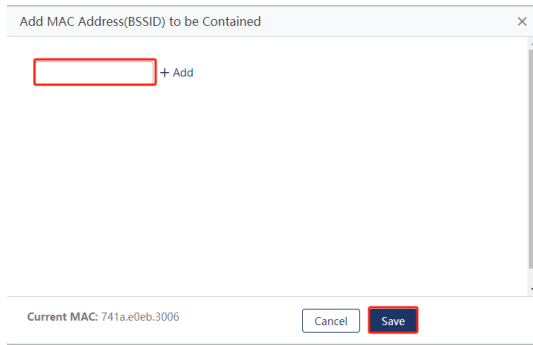 Add MAC Address(BSSID) to be Contained ×
+ Add
Current MAC: 741a.e0eb.3006
Cancel
Save